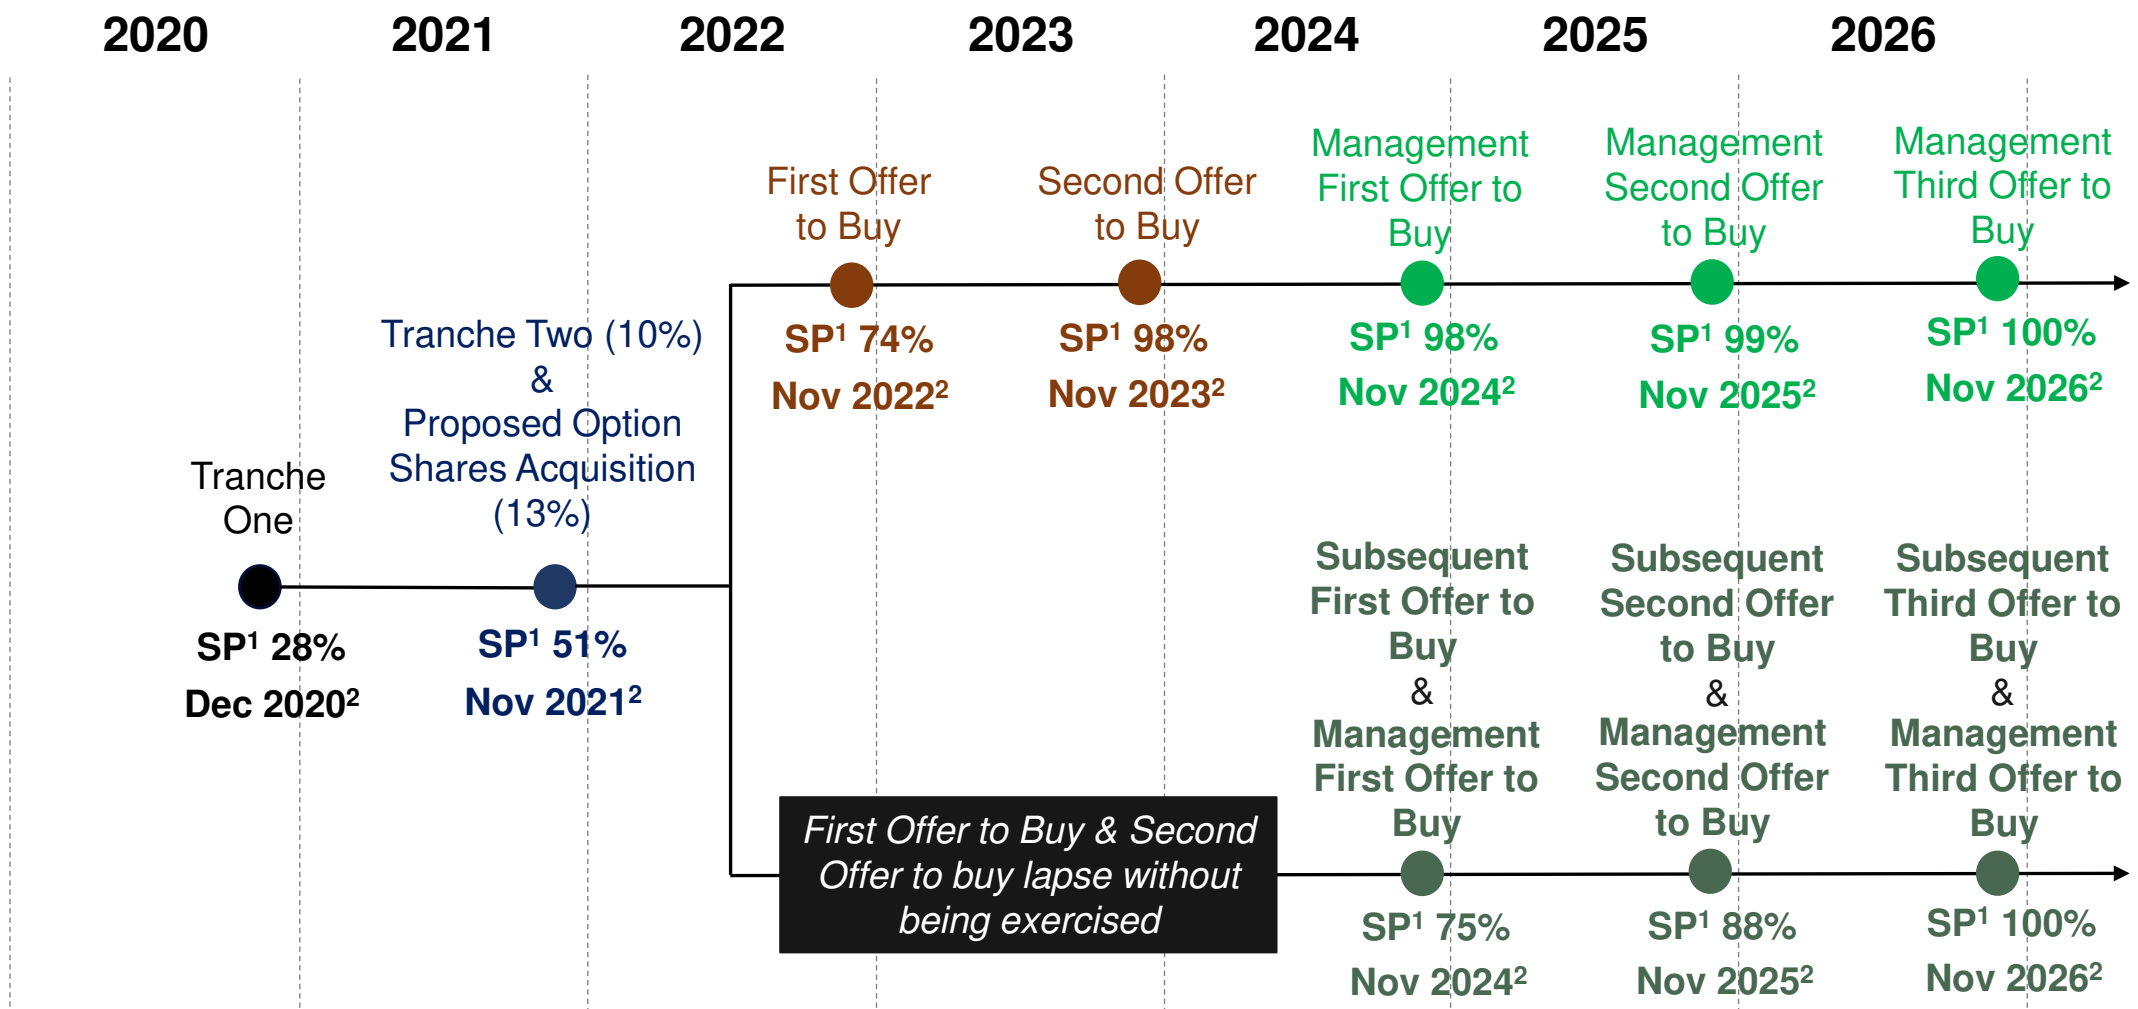 2020 2021 2022 2023 2024 2025 2026
Tranche
One
SP¹ 28%
Dec 2020²
Tranche Two (10%)
&
Proposed Option
Shares Acquisition
(13%)
SP¹ 51%
Nov 2021²
First Offer
to Buy
SP¹ 74%
Nov 2022²
Second Offer
to Buy
SP¹ 98%
Nov 2023²
Management
First Offer to
Buy
SP¹ 98%
Nov 2024²
Management
Second Offer
to Buy
SP¹ 99%
Nov 2025²
Management
Third Offer to
Buy
SP¹ 100%
Nov 2026²
First Offer to Buy & Second
Offer to buy lapse without
being exercised
Subsequent
First Offer to
Buy
&
Management
First Offer to
Buy
SP¹ 75%
Nov 2024²
Subsequent
Second Offer
to Buy
&
Management
Second Offer
to Buy
SP¹ 88%
Nov 2025²
Subsequent
Third Offer to
Buy
&
Management
Third Offer to
Buy
SP¹ 100%
Nov 2026²